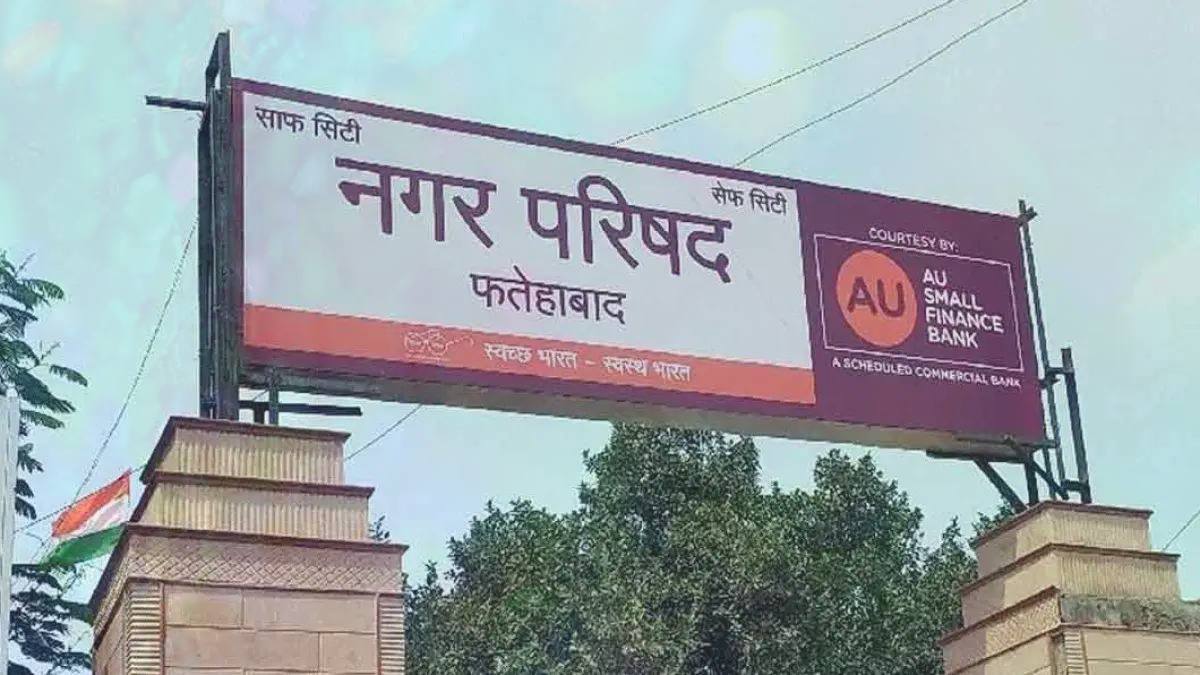 साफ सिटी
सेफ सिटी
नगर परिषद
फतेहाबाद
स्वच्छ भारत - स्वस्थ भारत
COURTESY BY:
AU
AU
SMALL
FINANCE
BANK
A SCHEDULED COMMERCIAL BANK